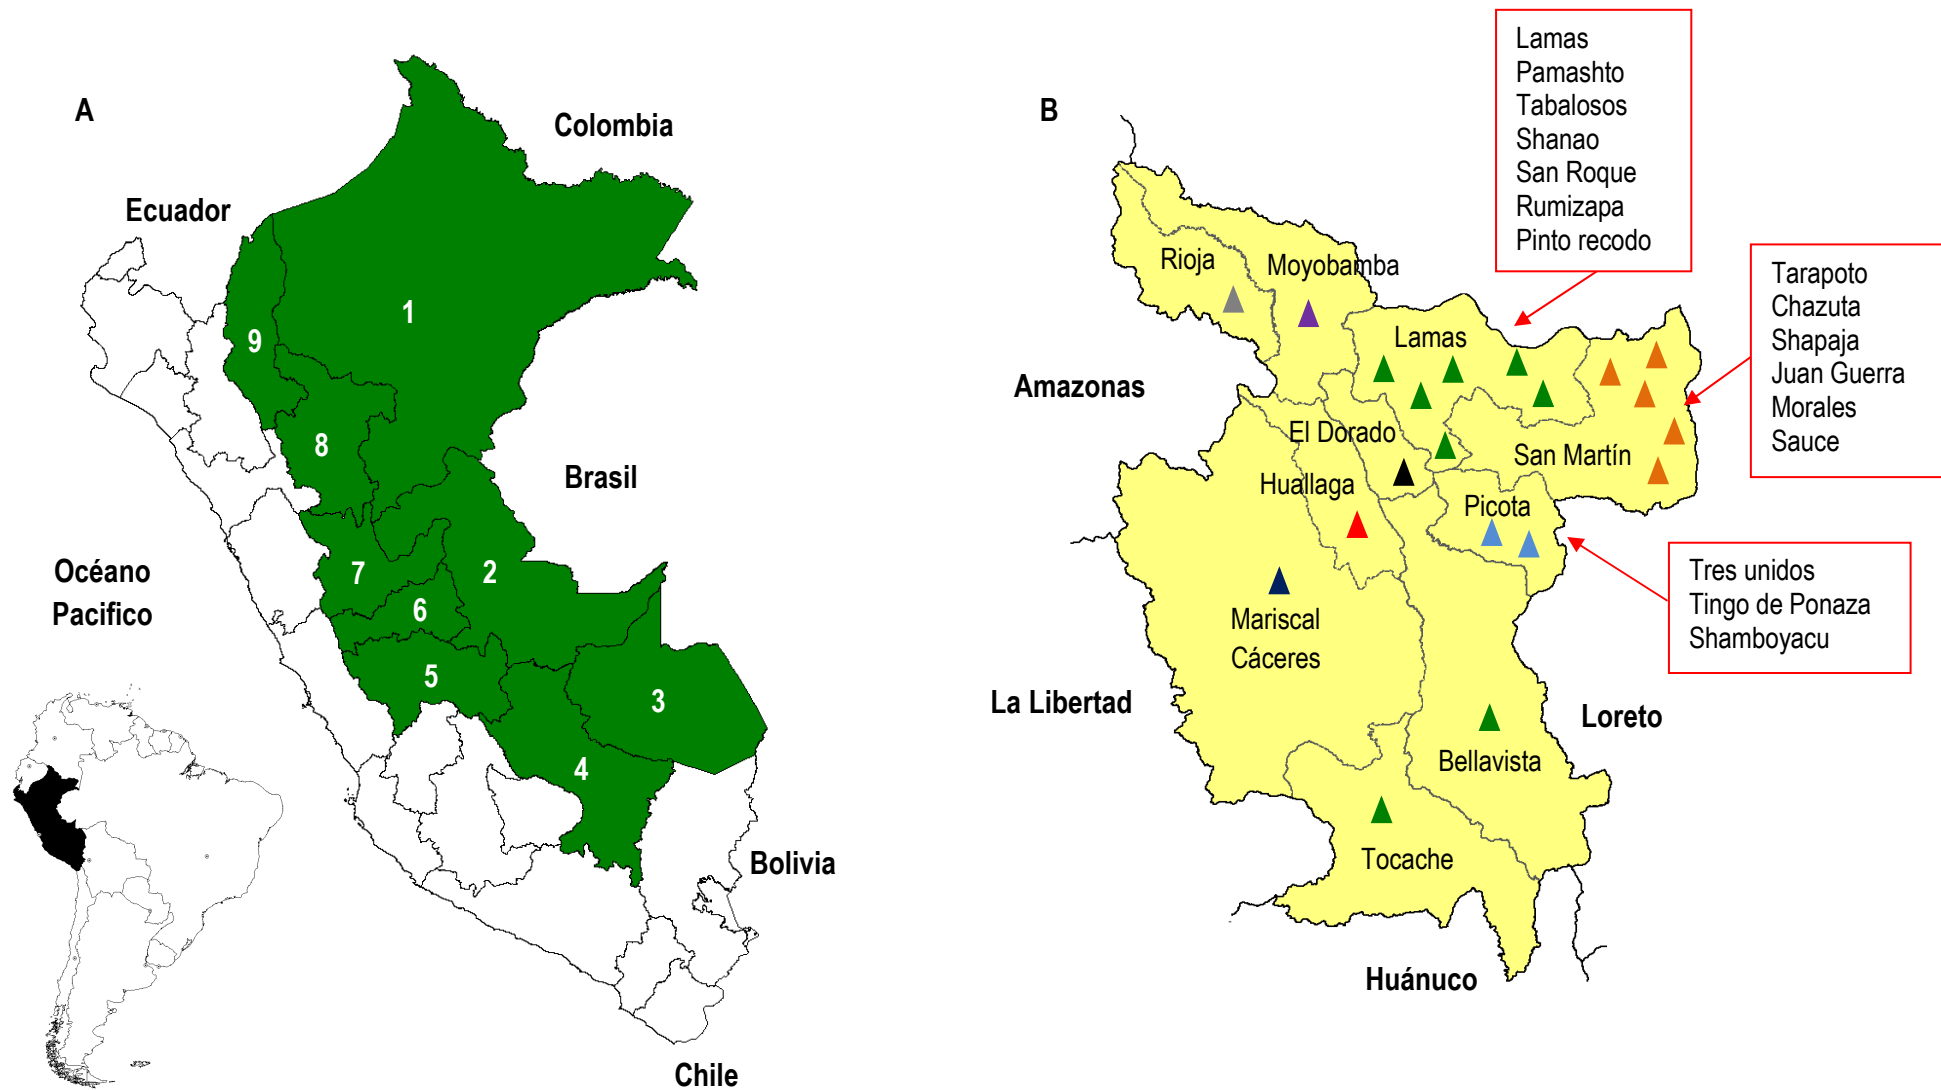 A
Colombia
Ecuador
1
9
8
Brasil
2
7
6
5
3
4
Océano
Pacifico
Bolivia
Chile
B
Lamas
Pamashto
Tabalosos
Shanao
San Roque
Rumizapa
Pinto recodo
Tarapoto
Chazuta
Shapaja
Juan Guerra
Morales
Sauce
Rioja
Moyobamba
Lamas
Amazonas
El Dorado
San Martín
Huallaga
Picota
Tres unidos
Tingo de Ponaza
Shamboyacu
Mariscal
Cáceres
La Libertad
Loreto
Bellavista
Tocache
Huánuco